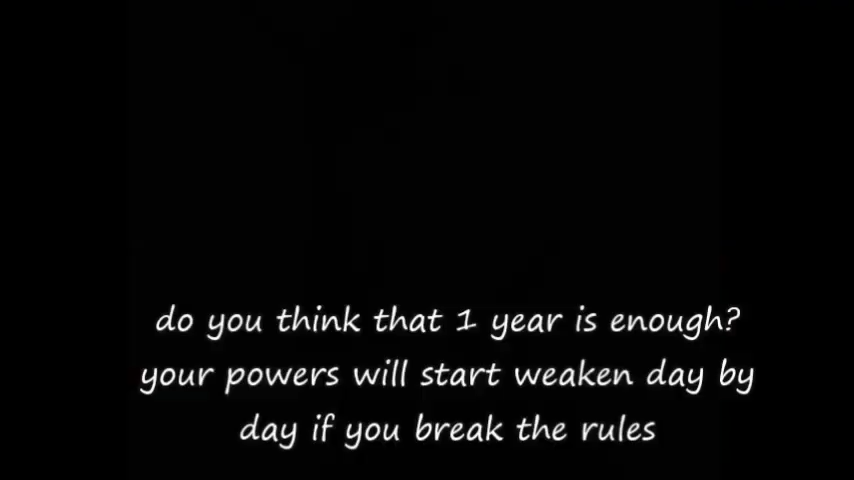 do you think that 1 year is enough?
your powers will start weaken day by
day if you break the rules